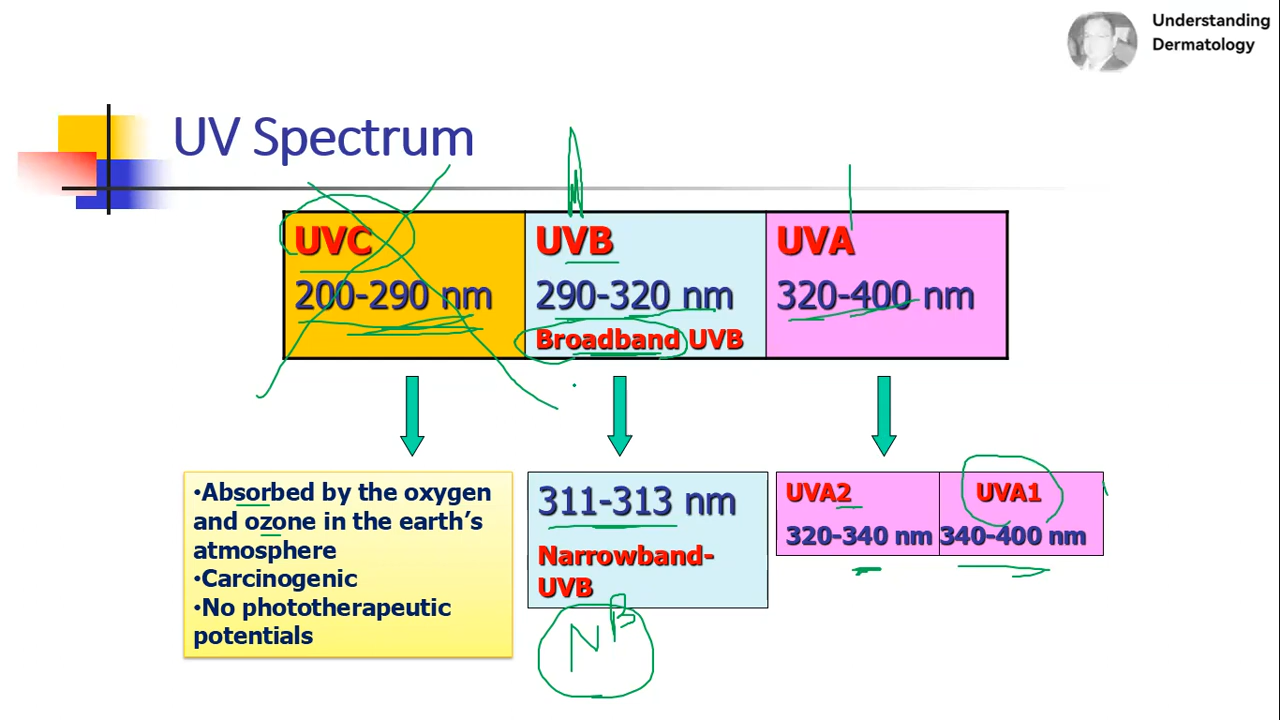 Understanding
Dermatology
UV Spectrum
UVC
200-290 nm
UVB
290-320 nm
Broadband UVB
UVA
320-400 nm
•Absorbed by the oxygen
and ozone in the earth's
atmosphere
•Carcinogenic
•No phototherapeutic
potentials
311-313 nm
Narrowband-
UVB
NB
UVA2
320-340 nm
UVA1
340-400 nm